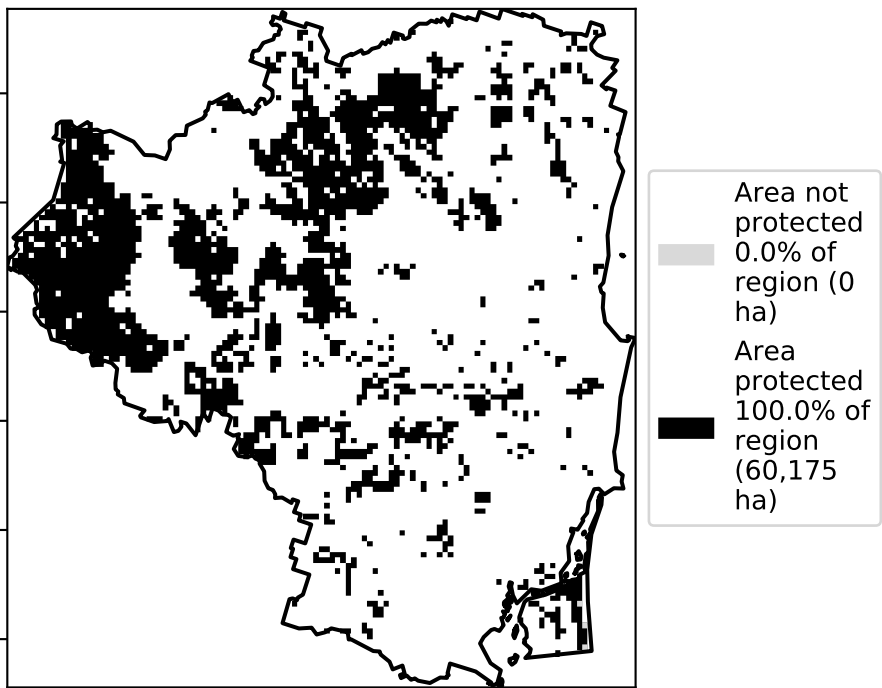 Area not
protected
0.0% of
region (0
ha)
Area
protected
100.0% of
region
(60,175
ha)